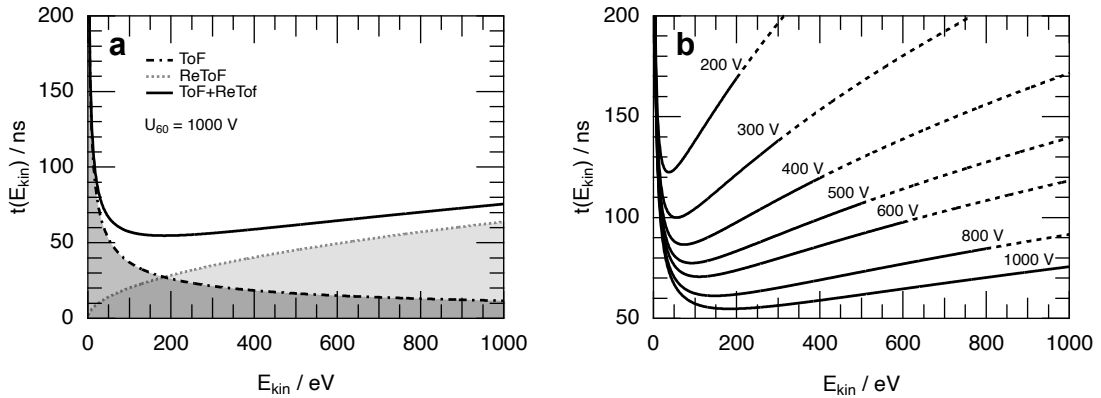 a
ToF
ReToF
ToF+ReTof
U60 = 1000 V
200
150
100
50
0
0 200 400 600 800 1000
t(Ekin) / ns
Ekin / eV
b
200 V
300 V
400 V
500 V
600 V
800 V
1000 V
200
150
100
50
0 200 400 600 800 1000
t(Ekin) / ns
Ekin / eV